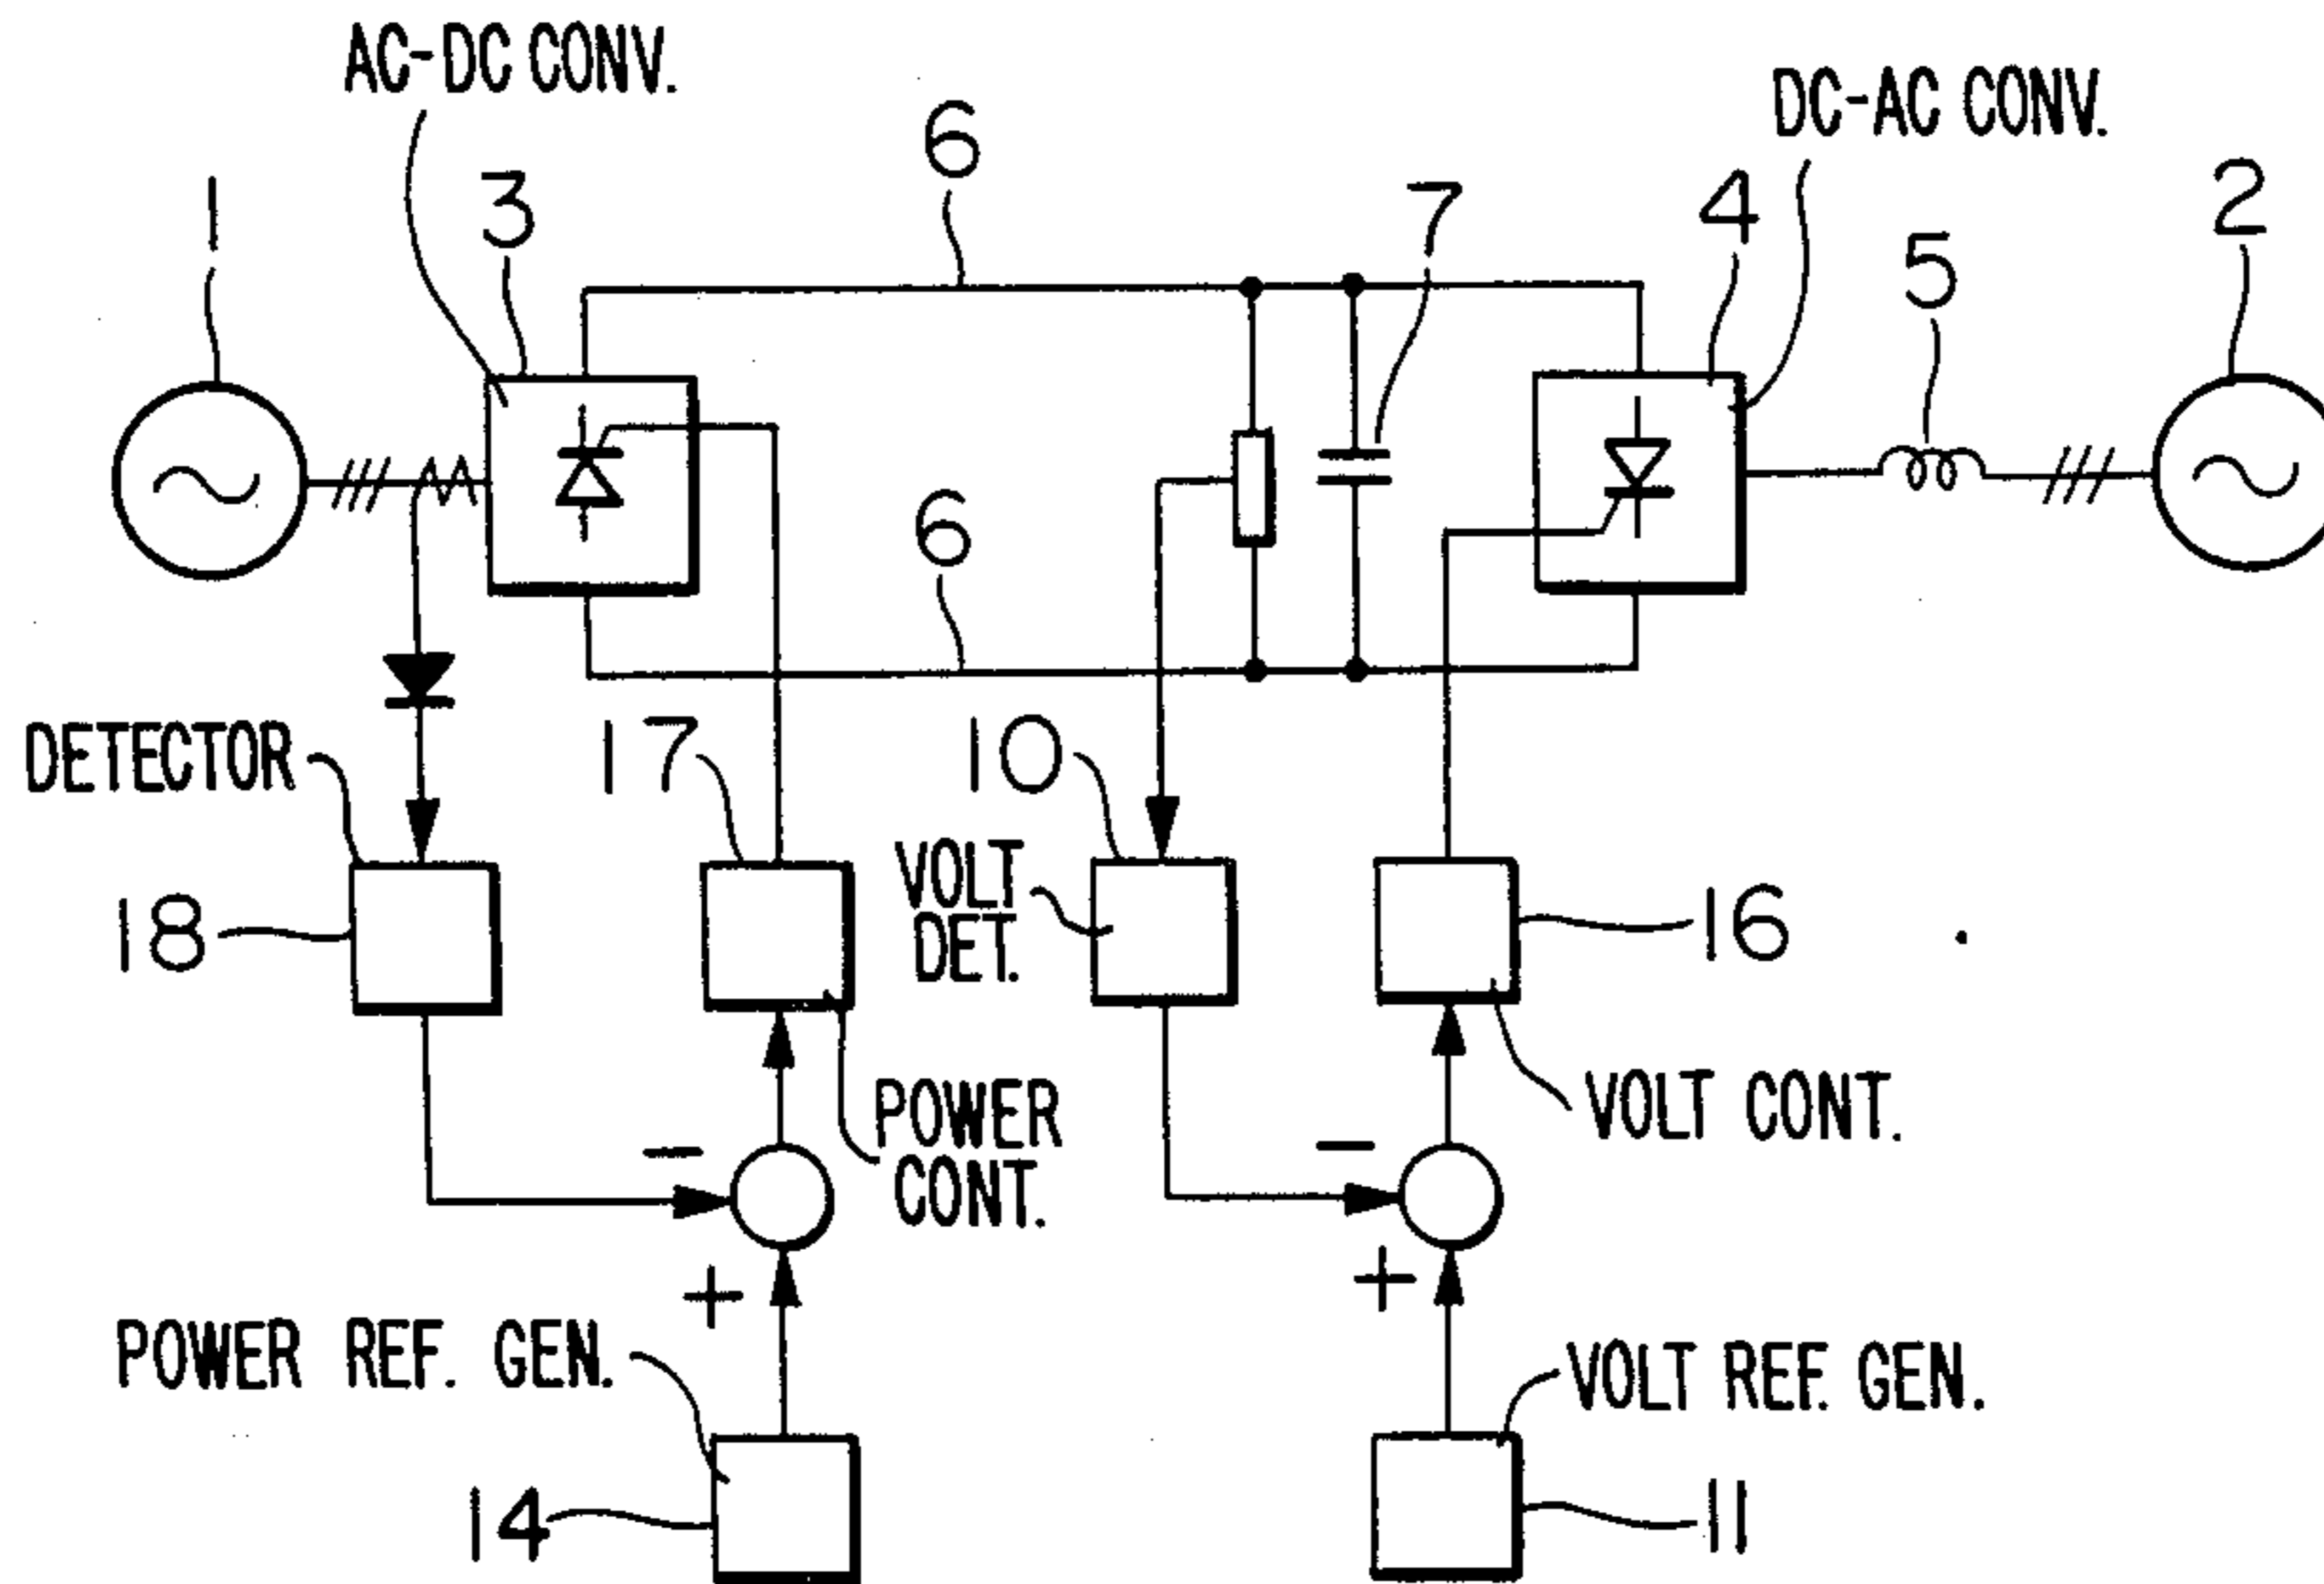 AC-DC CONV.
DC-AC CONV.
1
3
6
7
4
5
2
6
DETECTOR
17
10
VOLT
DET.
18
16
POWER
CONT.
VOLT CONT.
-
-
+
+
POWER REF. GEN.
VOLT REF. GEN.
14
11